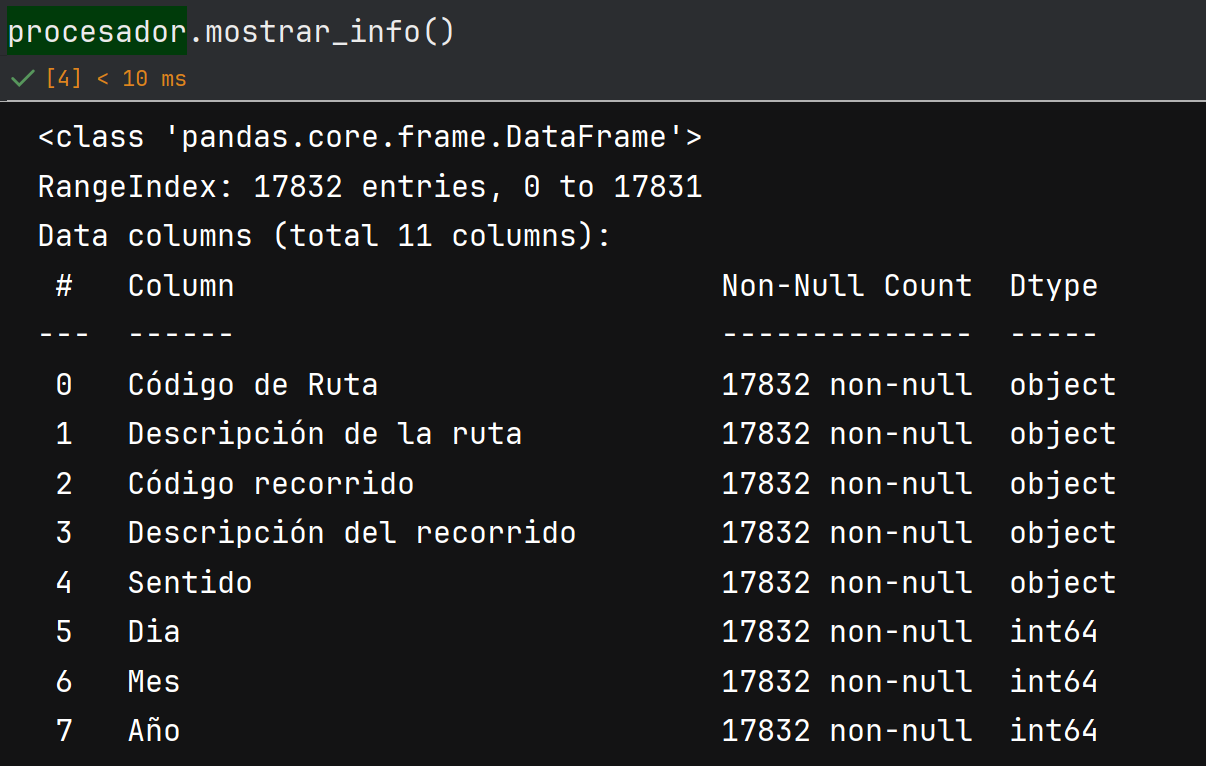 procesador.mostrar_info()
✓ [4] < 10 ms
<class 'pandas.core.frame.DataFrame'>
RangeIndex: 17832 entries, 0 to 17831
Data columns (total 11 columns):
 #   Column                           Non-Null Count  Dtype
---  ------                           --------------  -----
 0   Código de Ruta                   17832 non-null  object
 1   Descripción de la ruta           17832 non-null  object
 2   Código recorrido                 17832 non-null  object
 3   Descripción del recorrido        17832 non-null  object
 4   Sentido                          17832 non-null  object
 5   Dia                              17832 non-null  int64
 6   Mes                              17832 non-null  int64
 7   Año                              17832 non-null  int64